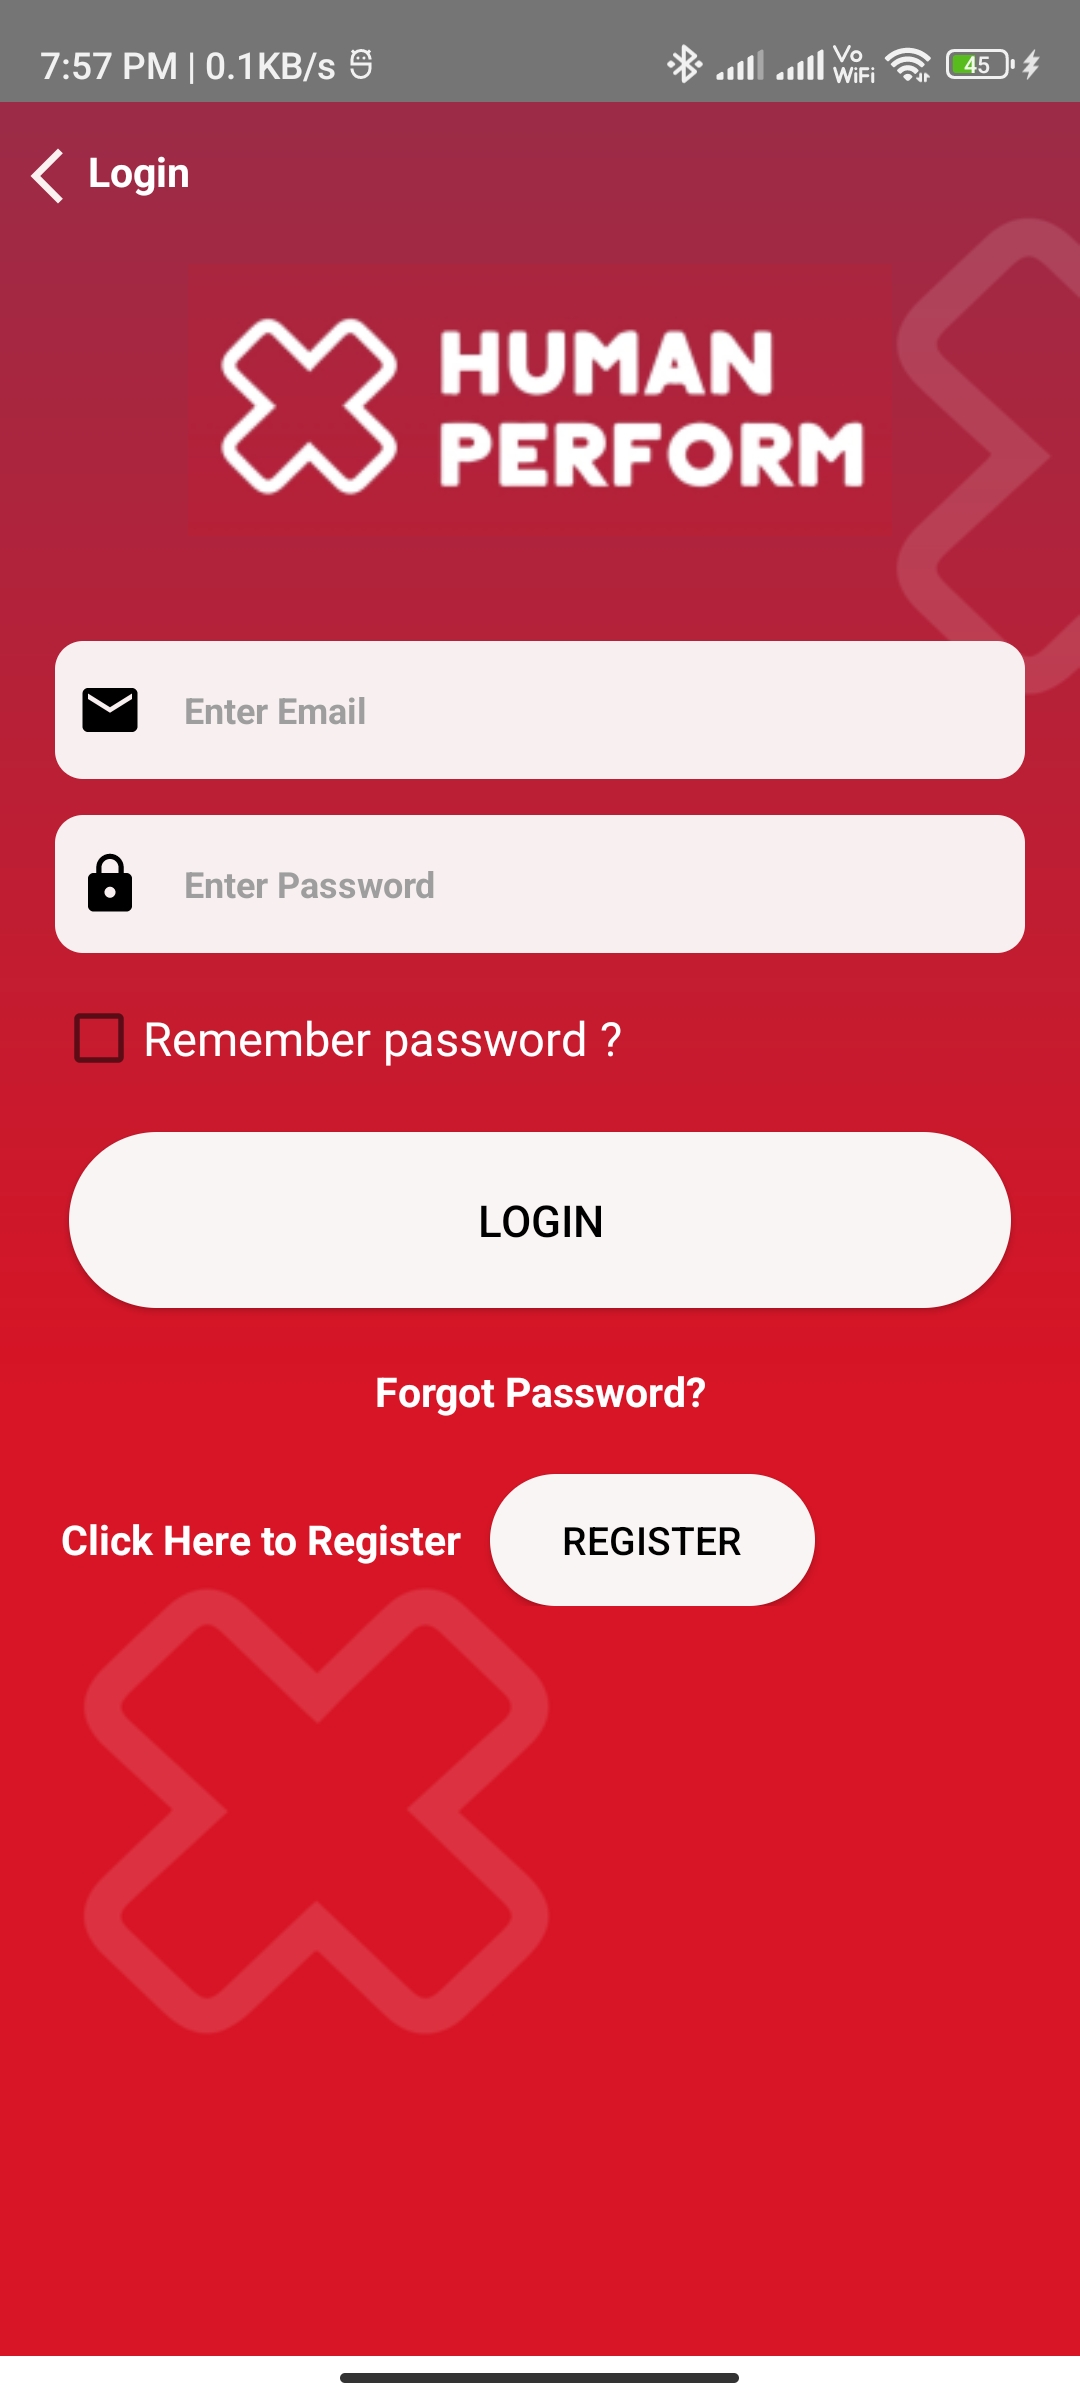 7:57 PM | 0.1KB/s
Vo
WiFi
45
Login
HUMAN
PERFORM
Enter Email
Enter Password
Remember password ?
LOGIN
Forgot Password?
Click Here to Register
REGISTER